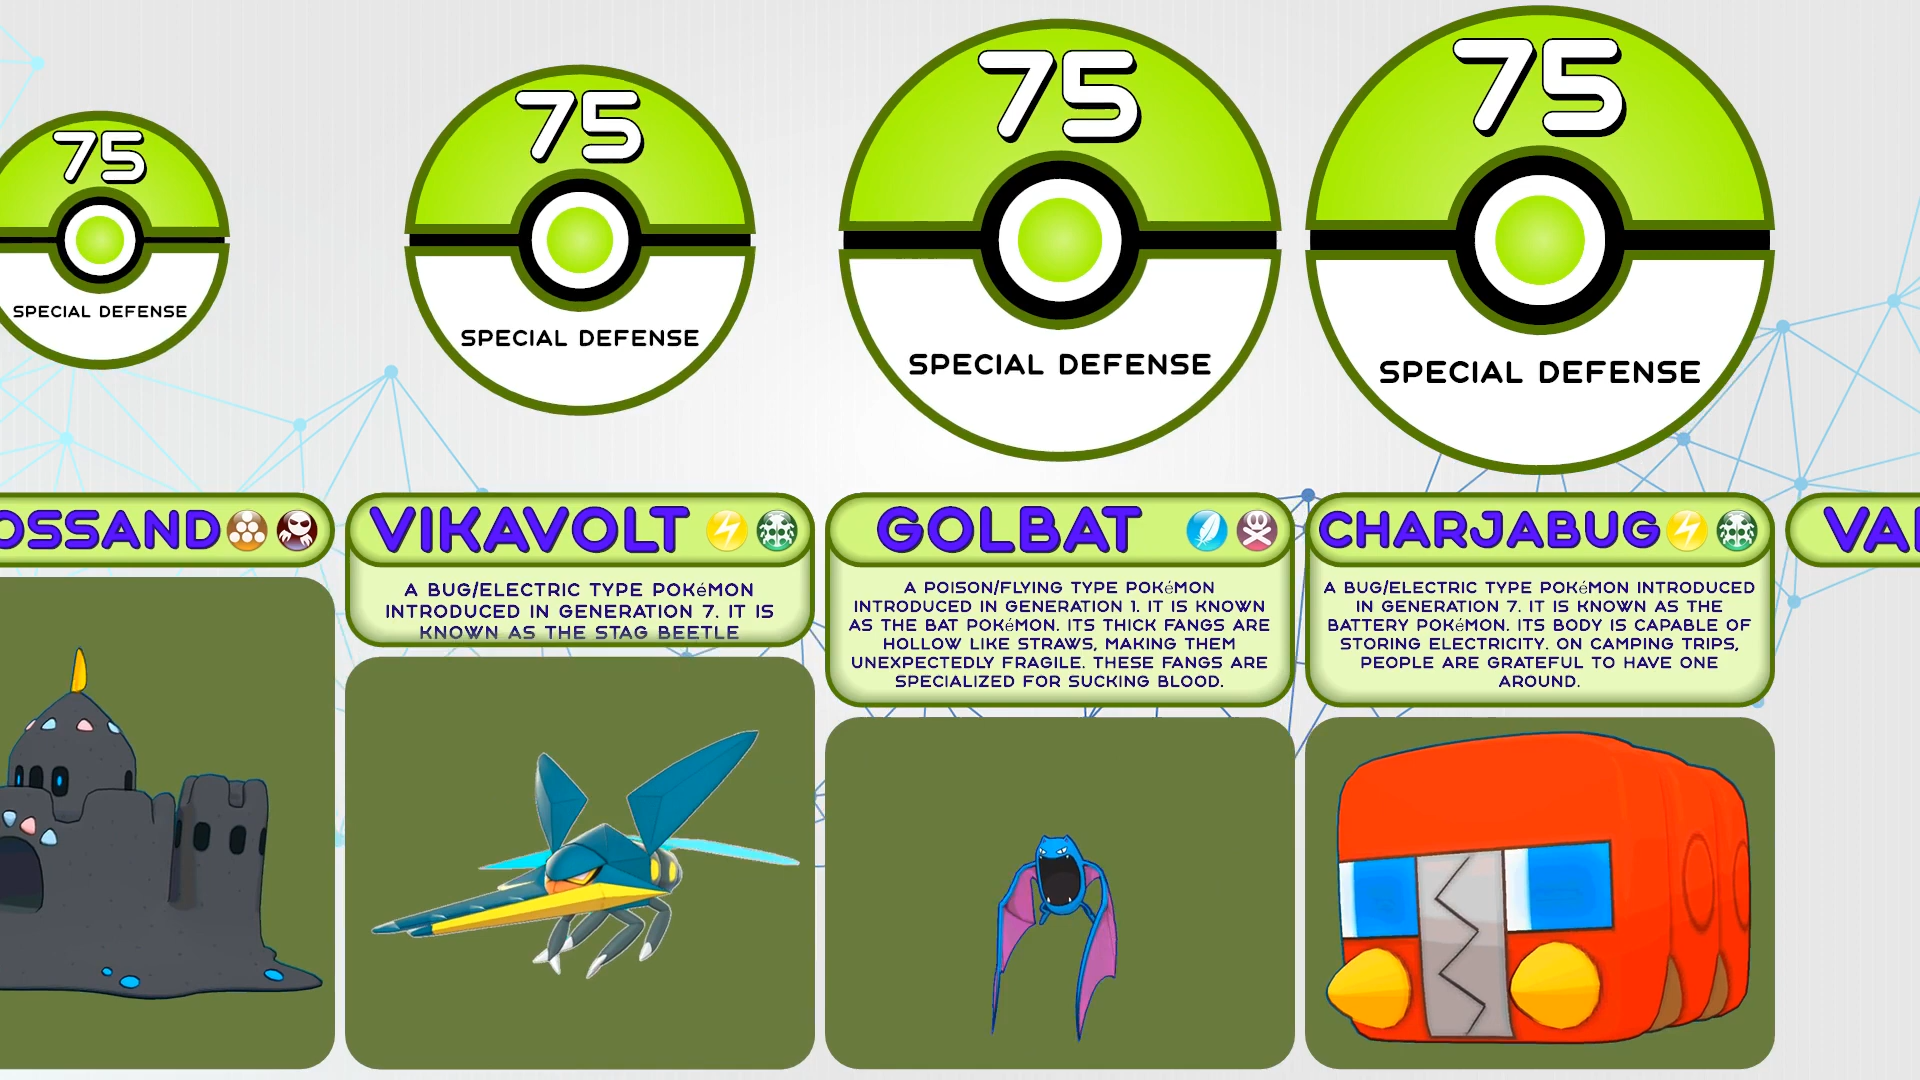 75
SPECIAL DEFENSE
75
SPECIAL DEFENSE
75
SPECIAL DEFENSE
75
SPECIAL DEFENSE
OSSAND
VIKAVOLT
A BUG/ELECTRIC TYPE POKéMON
INTRODUCED IN GENERATION 7. IT IS
KNOWN AS THE STAG BEETLE
GOLBAT
A POISON/FLYING TYPE POKéMON
INTRODUCED IN GENERATION 1. IT IS KNOWN
AS THE BAT POKéMON. ITS THICK FANGS ARE
HOLLOW LIKE STRAWS, MAKING THEM
UNEXPECTEDLY FRAGILE. THESE FANGS ARE
SPECIALIZED FOR SUCKING BLOOD.
CHARJABUG
A BUG/ELECTRIC TYPE POKéMON INTRODUCED
IN GENERATION 7. IT IS KNOWN AS THE
BATTERY POKéMON. ITS BODY IS CAPABLE OF
STORING ELECTRICITY. ON CAMPING TRIPS,
PEOPLE ARE GRATEFUL TO HAVE ONE
AROUND.